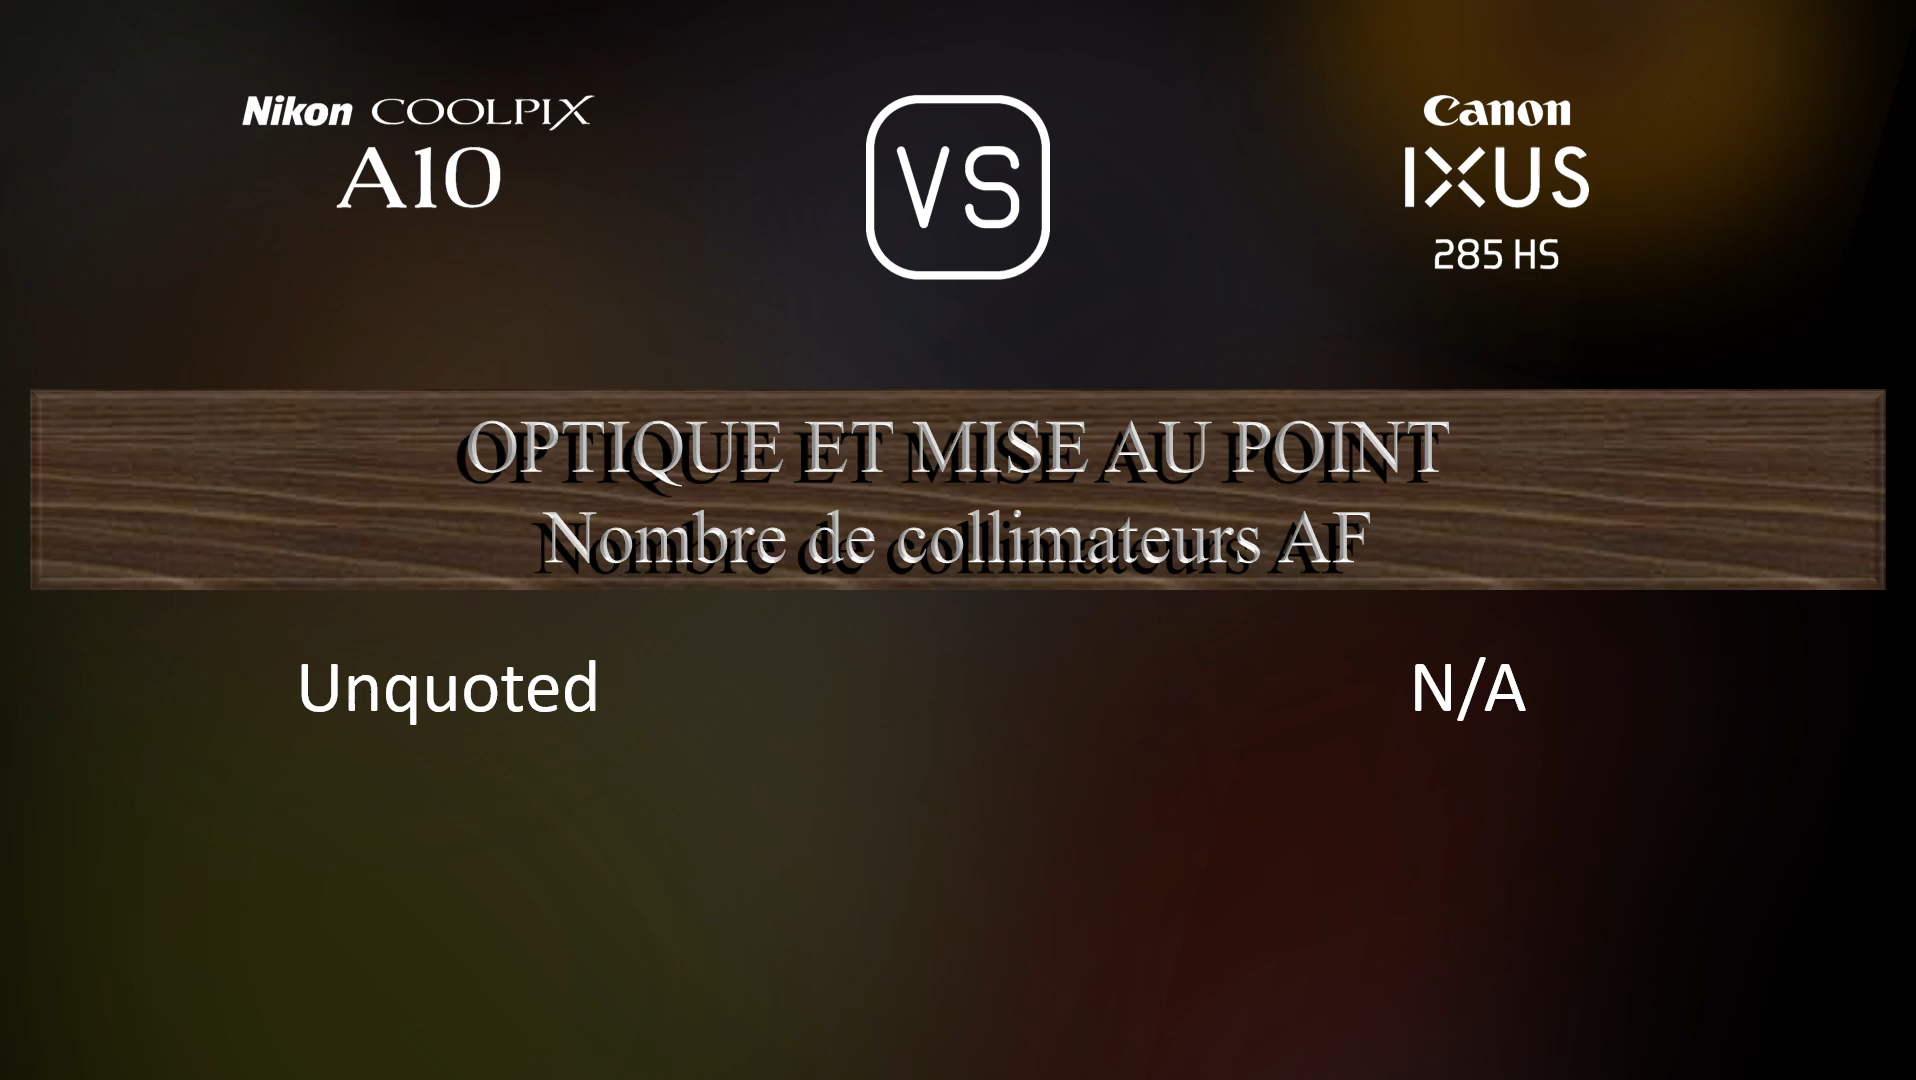 Nikon COOLPIX
A10
VS
Canon
IXUS
285 HS
OPTIQUE ET MISE AU POINT
Nombre de collimateurs AF
Unquoted
N/A